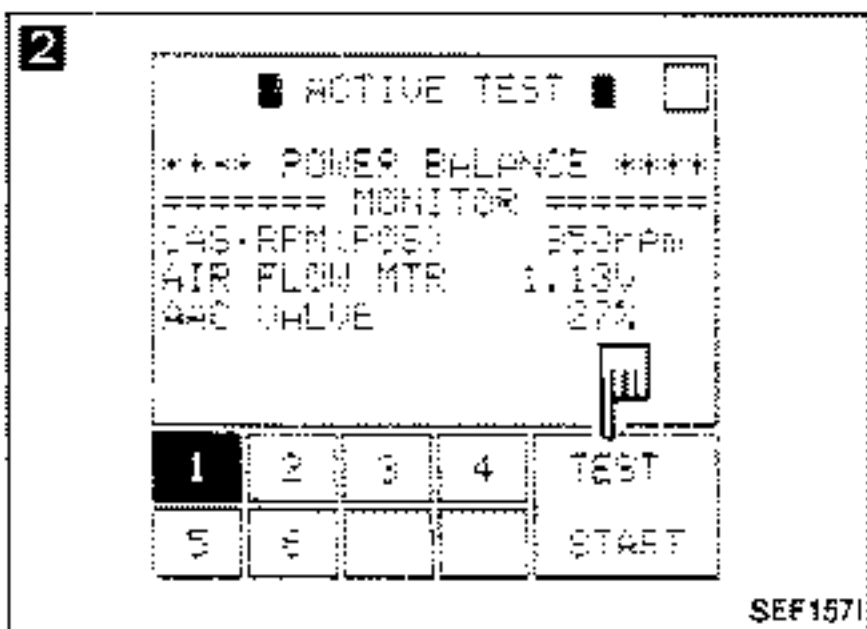 2
ACTIVE TEST
**** POWER BALANCE ****
======= MONITOR =======
CAS·RPM(POS) 950rpm
AIR FLOW MTR 1.13V
AAC VALVE 27%
1 2 3 4 TEST
5 6 START
SEF157I